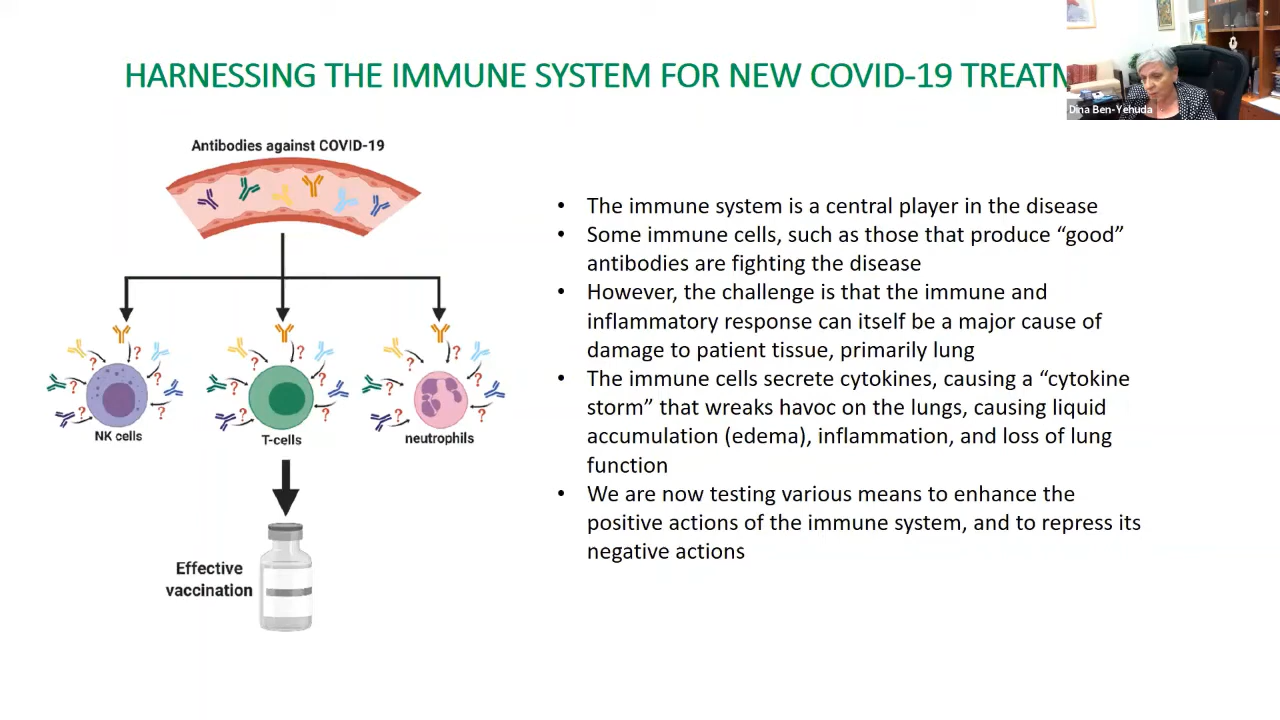 HARNESSING THE IMMUNE SYSTEM FOR NEW COVID-19
Dina Ben-Yehuda
Antibodies against COVID-19
? ? ? ? ?
? ? ? ? ?
? ? ? ? ?
NK cells
T-cells
neutrophils
Effective
vaccination
• The immune system is a central player in the disease
• Some immune cells, such as those that produce “good”
antibodies are fighting the disease
• However, the challenge is that the immune and
inflammatory response can itself be a major cause of
damage to patient tissue, primarily lung
• The immune cells secrete cytokines, causing a “cytokine
storm” that wreaks havoc on the lungs, causing liquid
accumulation (edema), inflammation, and loss of lung
function
• We are now testing various means to enhance the
positive actions of the immune system, and to repress its
negative actions